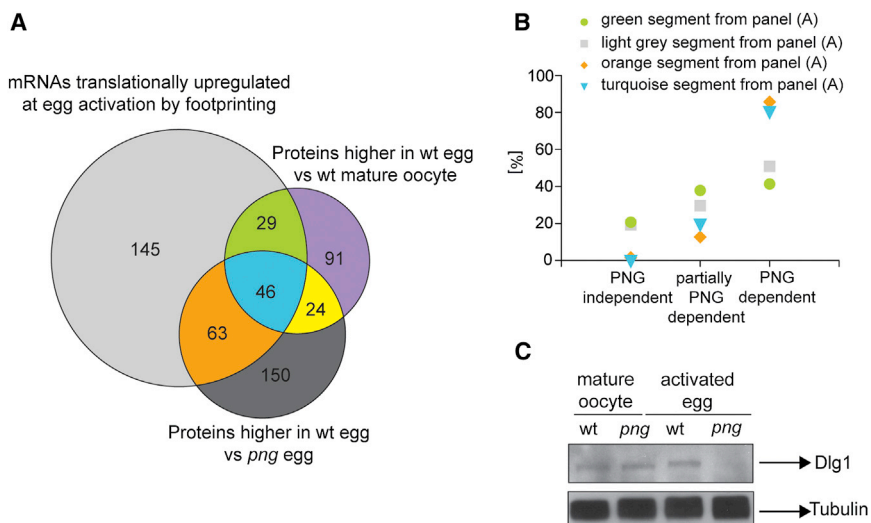 A
mRNAs translationally upregulated
at egg activation by footprinting
Proteins higher in wt egg
vs wt mature oocyte
145
29
91
46
24
63
150
Proteins higher in wt egg
vs png egg
B
green segment from panel (A)
light grey segment from panel (A)
orange segment from panel (A)
turquoise segment from panel (A)
[%]
100
80
60
40
20
0
PNG
independent
partially
PNG
dependent
PNG
dependent
C
mature
oocyte
activated
egg
wt png wt png
Dlg1
Tubulin